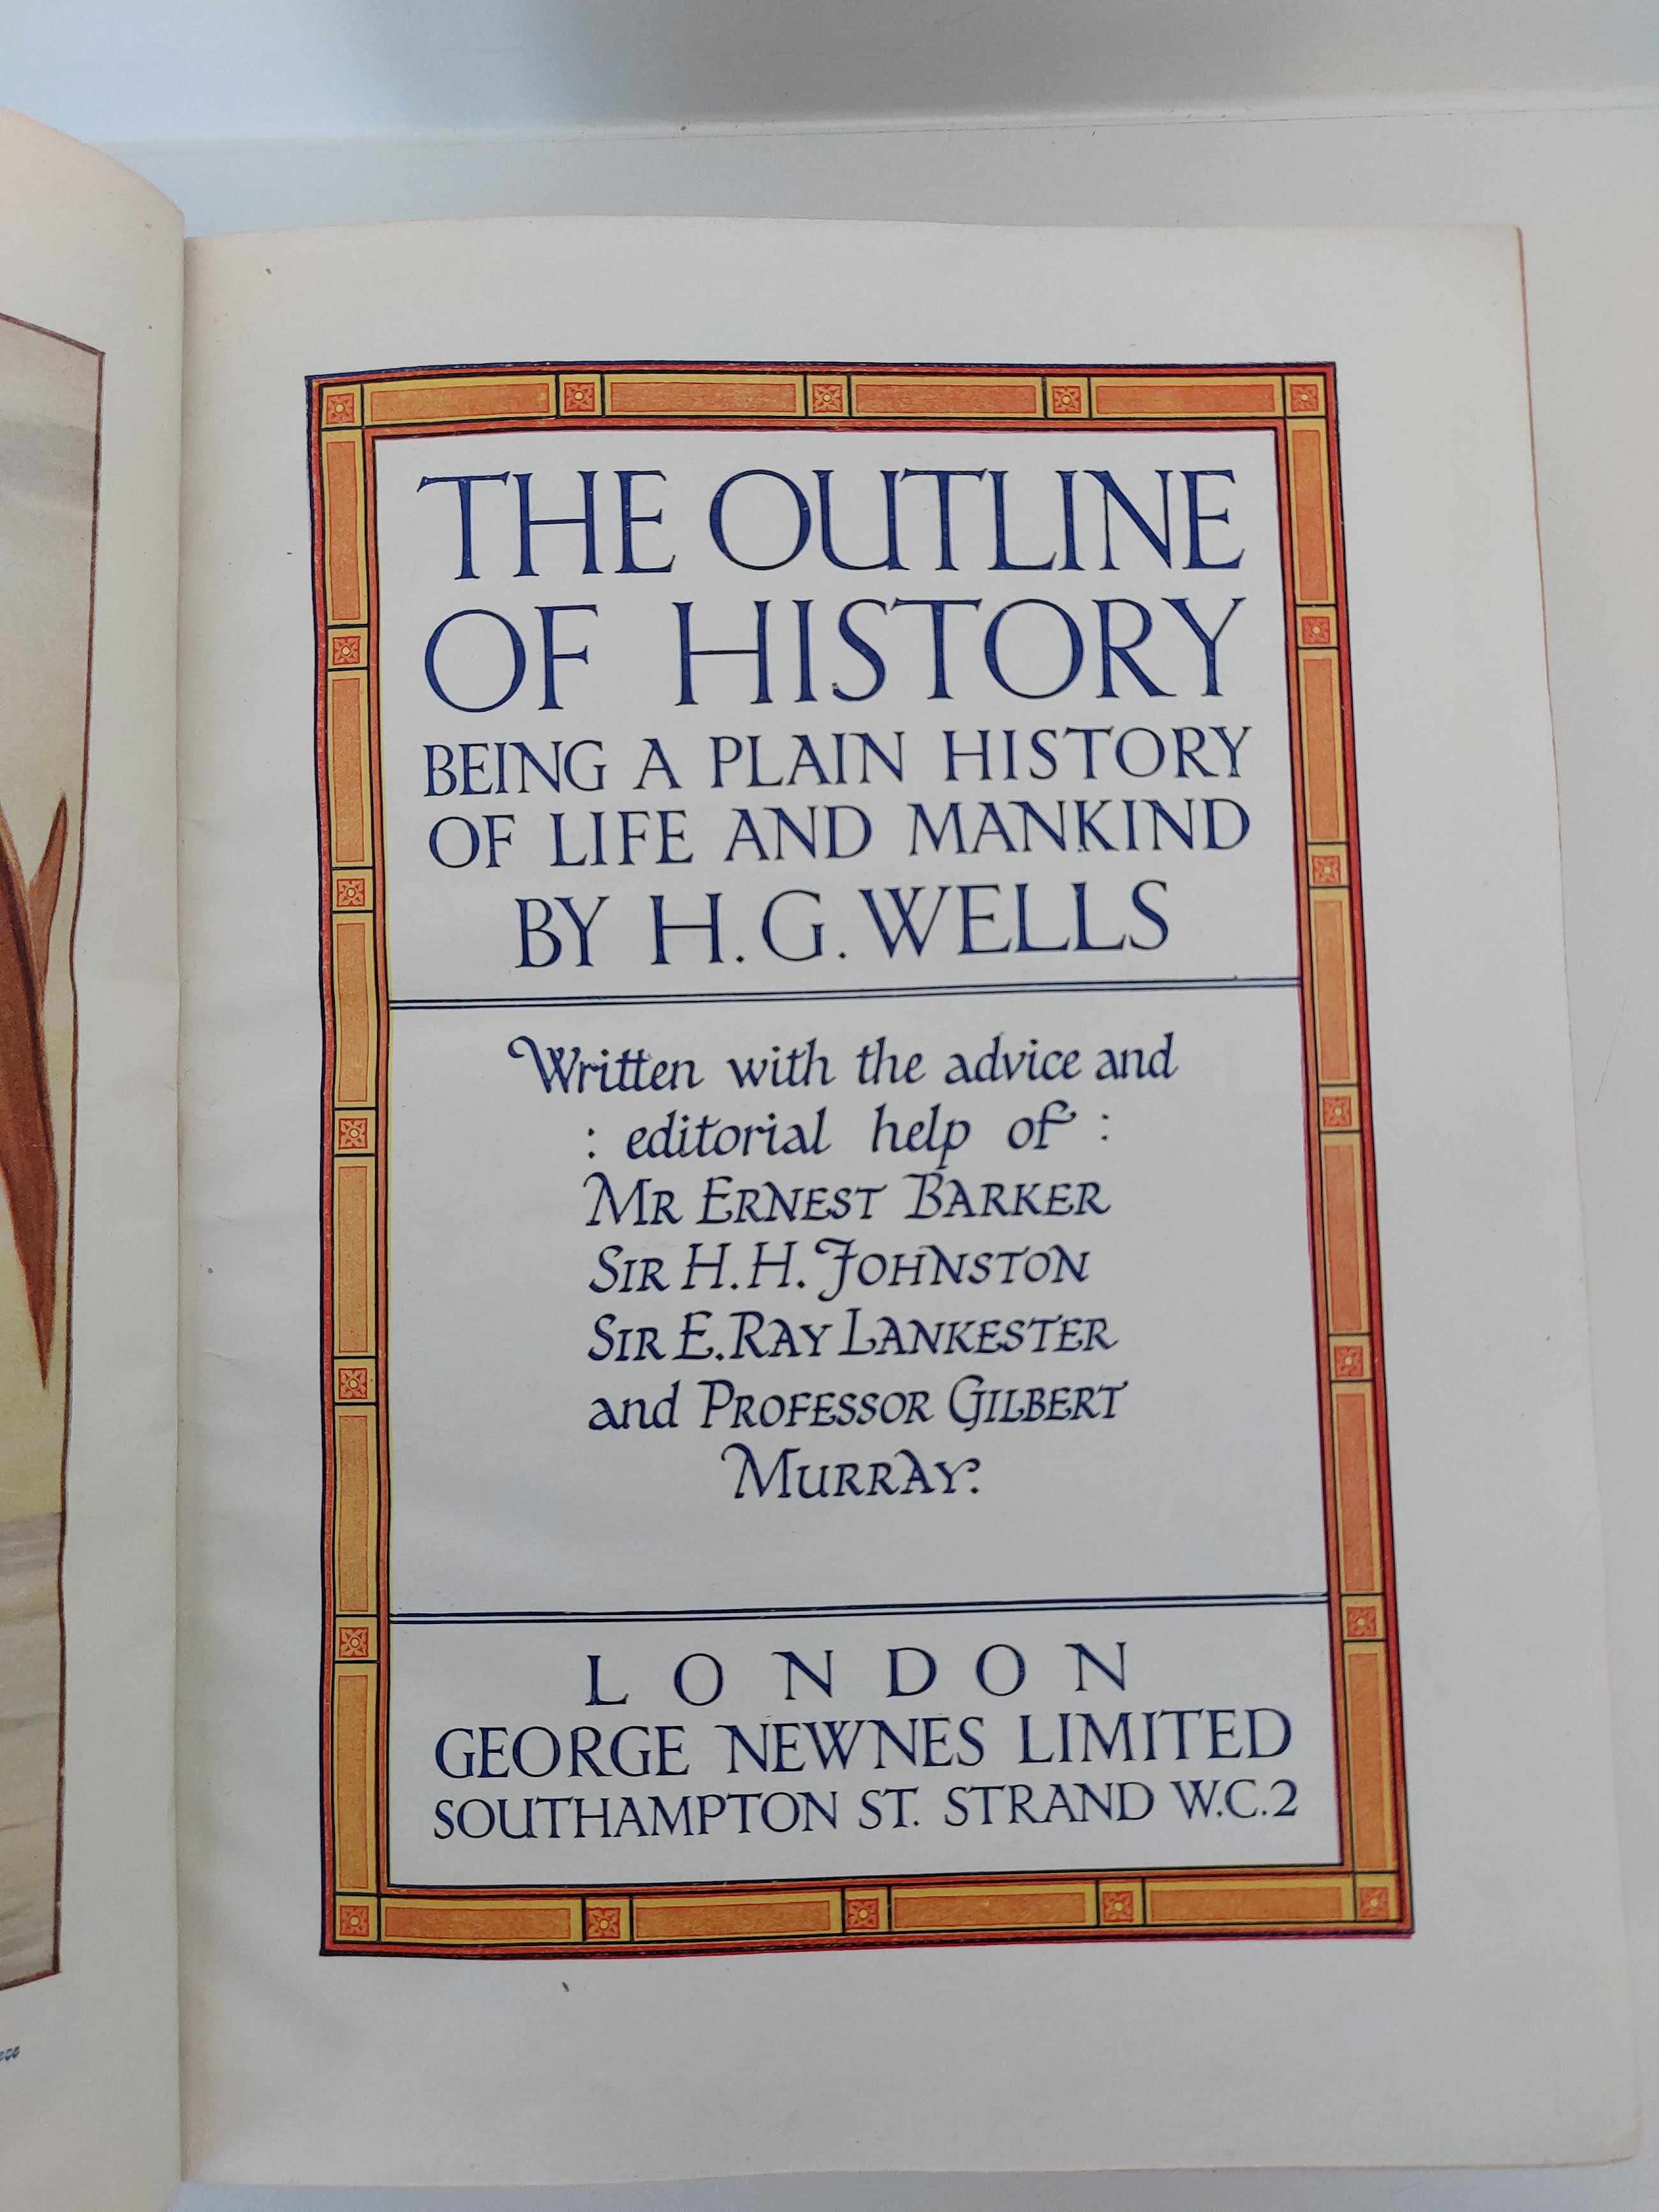 THE OUTLINE
OF HISTORY
BEING A PLAIN HISTORY
OF LIFE AND MANKIND
BY H. G. WELLS
Written with the advice and
: editorial help of :
MR ERNEST BARKER
SIR H. H. JOHNSTON
SIR E. RAY LANKESTER
and PROFESSOR GILBERT
MURRAY.
LONDON
GEORGE NEWNES LIMITED
SOUTHAMPTON ST. STRAND W.C.2